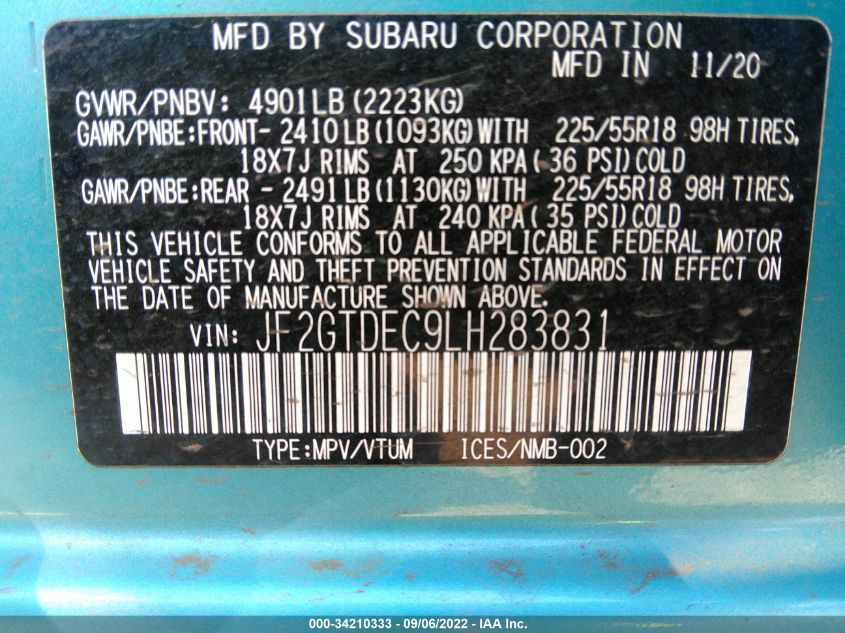 MFD BY SUBARU CORPORATION
MFD IN 11/20
GVWR/PNBV: 4901LB (2223KG)
GAWR/PNBE:FRONT- 2410LB (1093KG)WITH 225/55R18 98H TIRES,
18X7J RIMS AT 250 KPA( 36 PSI)COLD
GAWR/PNBE:REAR - 2491LB (1130KG)WITH 225/55R18 98H TIRES,
18X7J RIMS AT 240 KPA( 35 PSI)COLD
THIS VEHICLE CONFORMS TO ALL APPLICABLE FEDERAL MOTOR
VEHICLE SAFETY AND THEFT PREVENTION STANDARDS IN EFFECT ON
THE DATE OF MANUFACTURE SHOWN ABOVE.
VIN: JF2GTDEC9LH283831
TYPE:MPV/VTUM ICES/NMB-002
000-34210333 - 09/06/2022 - IAA Inc.